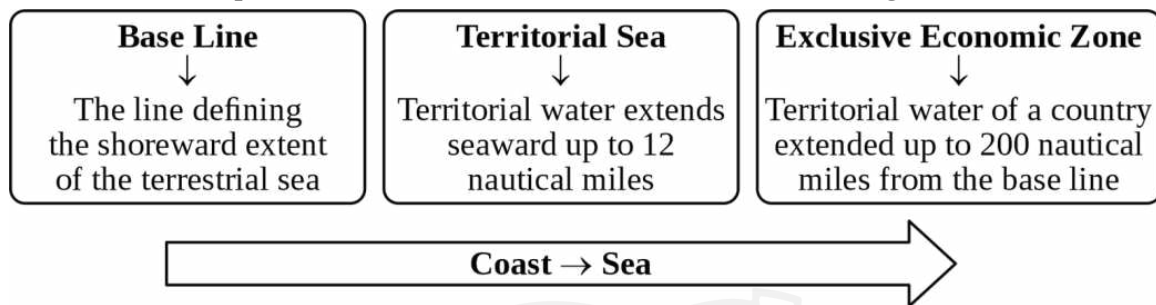 Base Line
↓
The line defining
the shoreward extent
of the terrestrial sea
Territorial Sea
↓
Territorial water extends
seaward up to 12
nautical miles
Exclusive Economic Zone
↓
Territorial water of a country
extended up to 200 nautical
miles from the base line
Coast → Sea